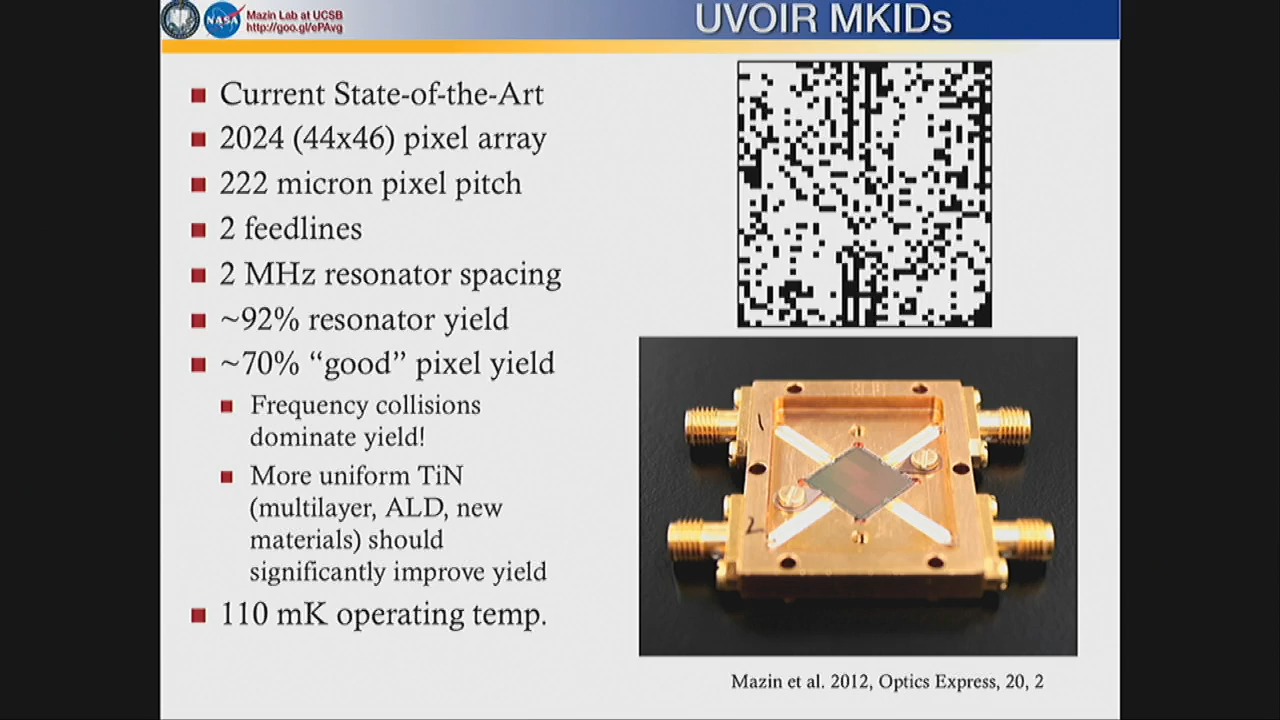 Mazin Lab at UCSB
http://goo.gl/ePAvg
NASA
UVOIR MKIDs
Current State-of-the-Art
2024 (44x46) pixel array
222 micron pixel pitch
2 feedlines
2 MHz resonator spacing
~92% resonator yield
~70% “good” pixel yield
Frequency collisions
dominate yield!
More uniform TiN
(multilayer, ALD, new
materials) should
significantly improve yield
110 mK operating temp.
1
2
Mazin et al. 2012, Optics Express, 20, 2